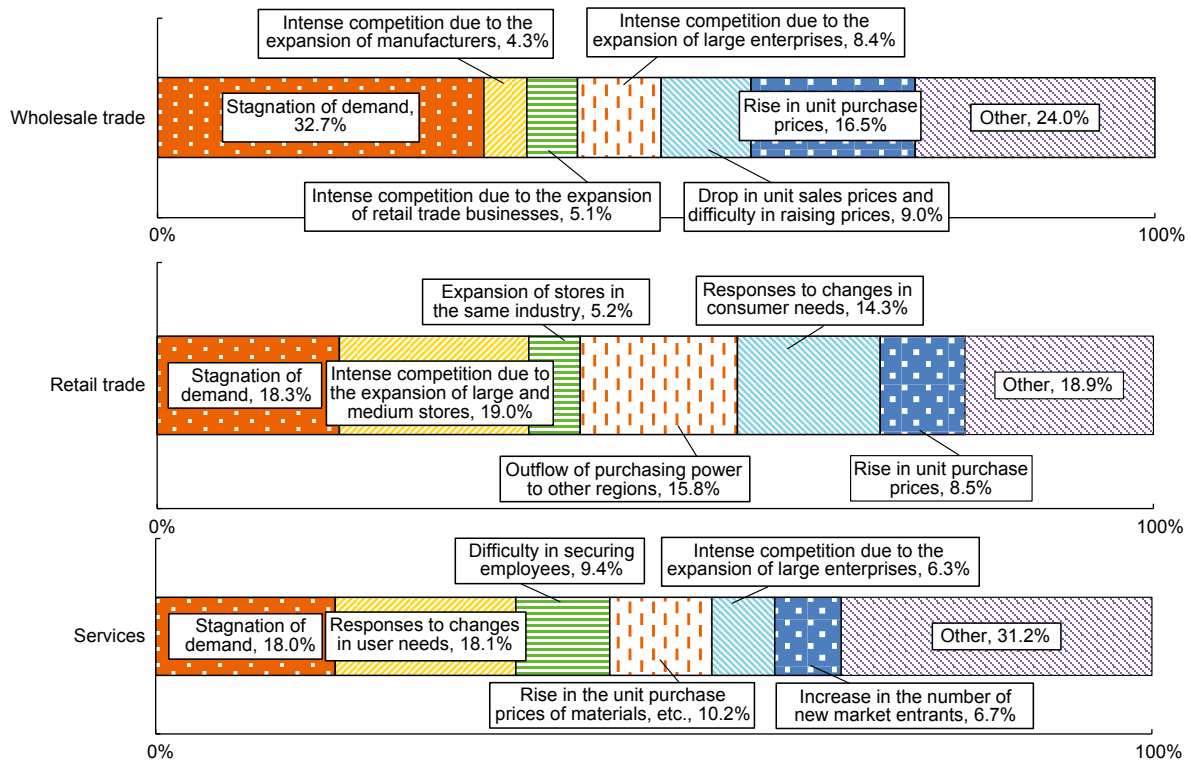 Intense competition due to the
expansion of manufacturers, 4.3%
Intense competition due to the
expansion of large enterprises, 8.4%
Wholesale trade
Stagnation of demand,
32.7%
Rise in unit purchase
prices, 16.5%
Other, 24.0%
Intense competition due to the expansion
of retail trade businesses, 5.1%
Drop in unit sales prices and
difficulty in raising prices, 9.0%
0%
100%
Expansion of stores in
the same industry, 5.2%
Responses to changes in
consumer needs, 14.3%
Retail trade
Stagnation of
demand, 18.3%
Intense competition due to
the expansion of large and
medium stores, 19.0%
Other, 18.9%
Outflow of purchasing power
to other regions, 15.8%
Rise in unit purchase
prices, 8.5%
0%
100%
Difficulty in securing
employees, 9.4%
Intense competition due to the
expansion of large enterprises, 6.3%
Services
Stagnation of
demand, 18.0%
Responses to changes
in user needs, 18.1%
Other, 31.2%
Rise in the unit purchase
prices of materials, etc., 10.2%
Increase in the number of
new market entrants, 6.7%
0%
100%